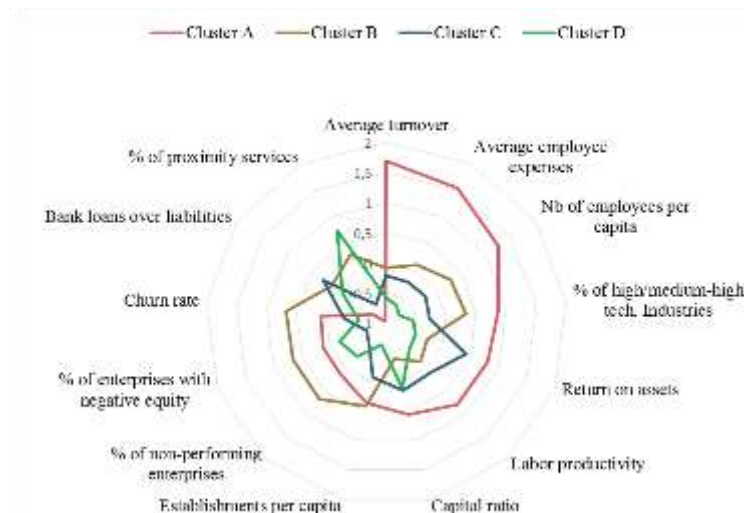 Cluster A
Cluster B
Cluster C
Cluster D
Average turnover
2
1,5
1
0,5
% of proximity services
Average employee
expenses
Bank loans over liabilities
Nb of employees per
capita
Churn rate
% of high/medium-high
tech. Industries
% of enterprises with
negative equity
Return on assets
% of non-performing
enterprises
Labor productivity
Establishments per capita
Capital ratio